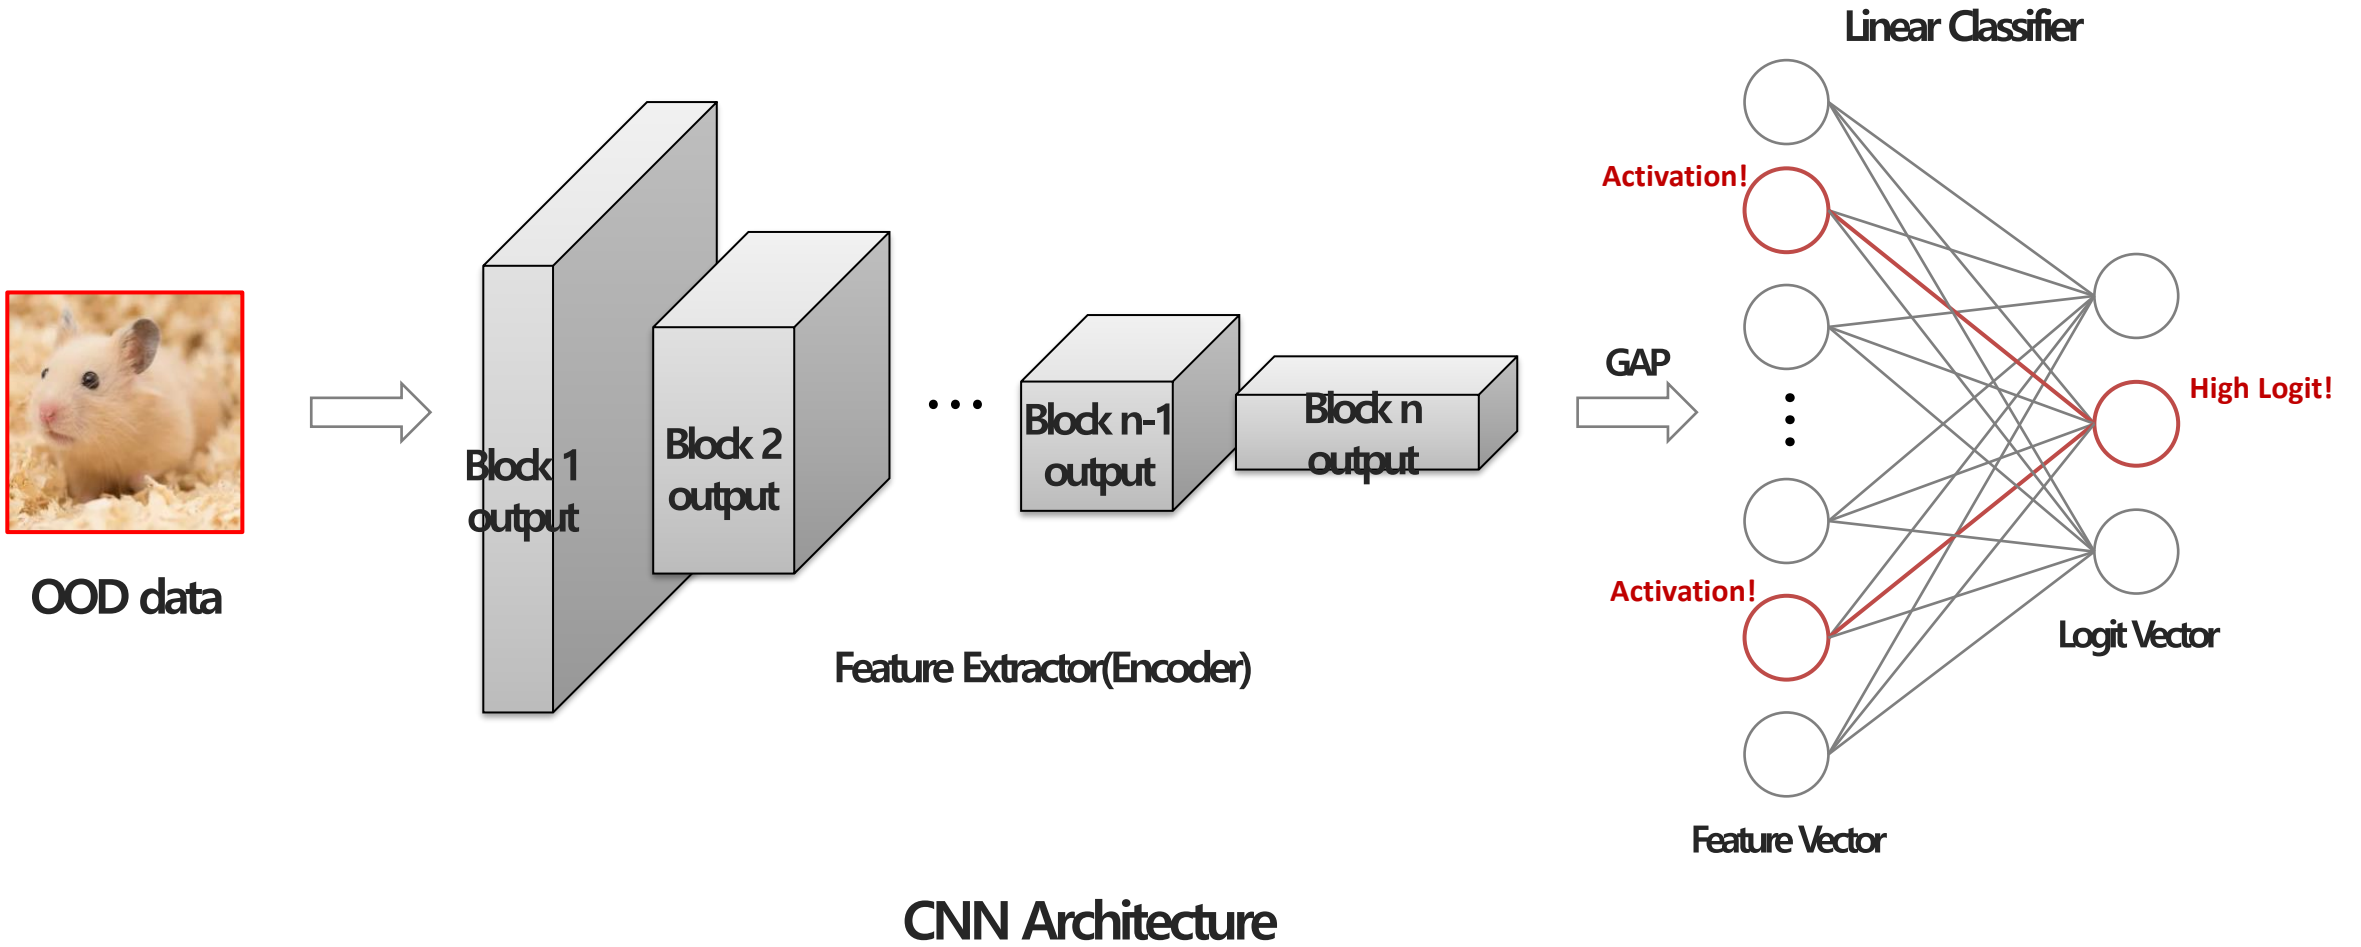 Linear Classifier
Activation!
GAP
High Logit!
Block 1
output
Block 2
output
...
Block n-1
output
Block n
output
OOD data
Activation!
Logit Vector
Feature Extractor(Encoder)
Feature Vector
CNN Architecture